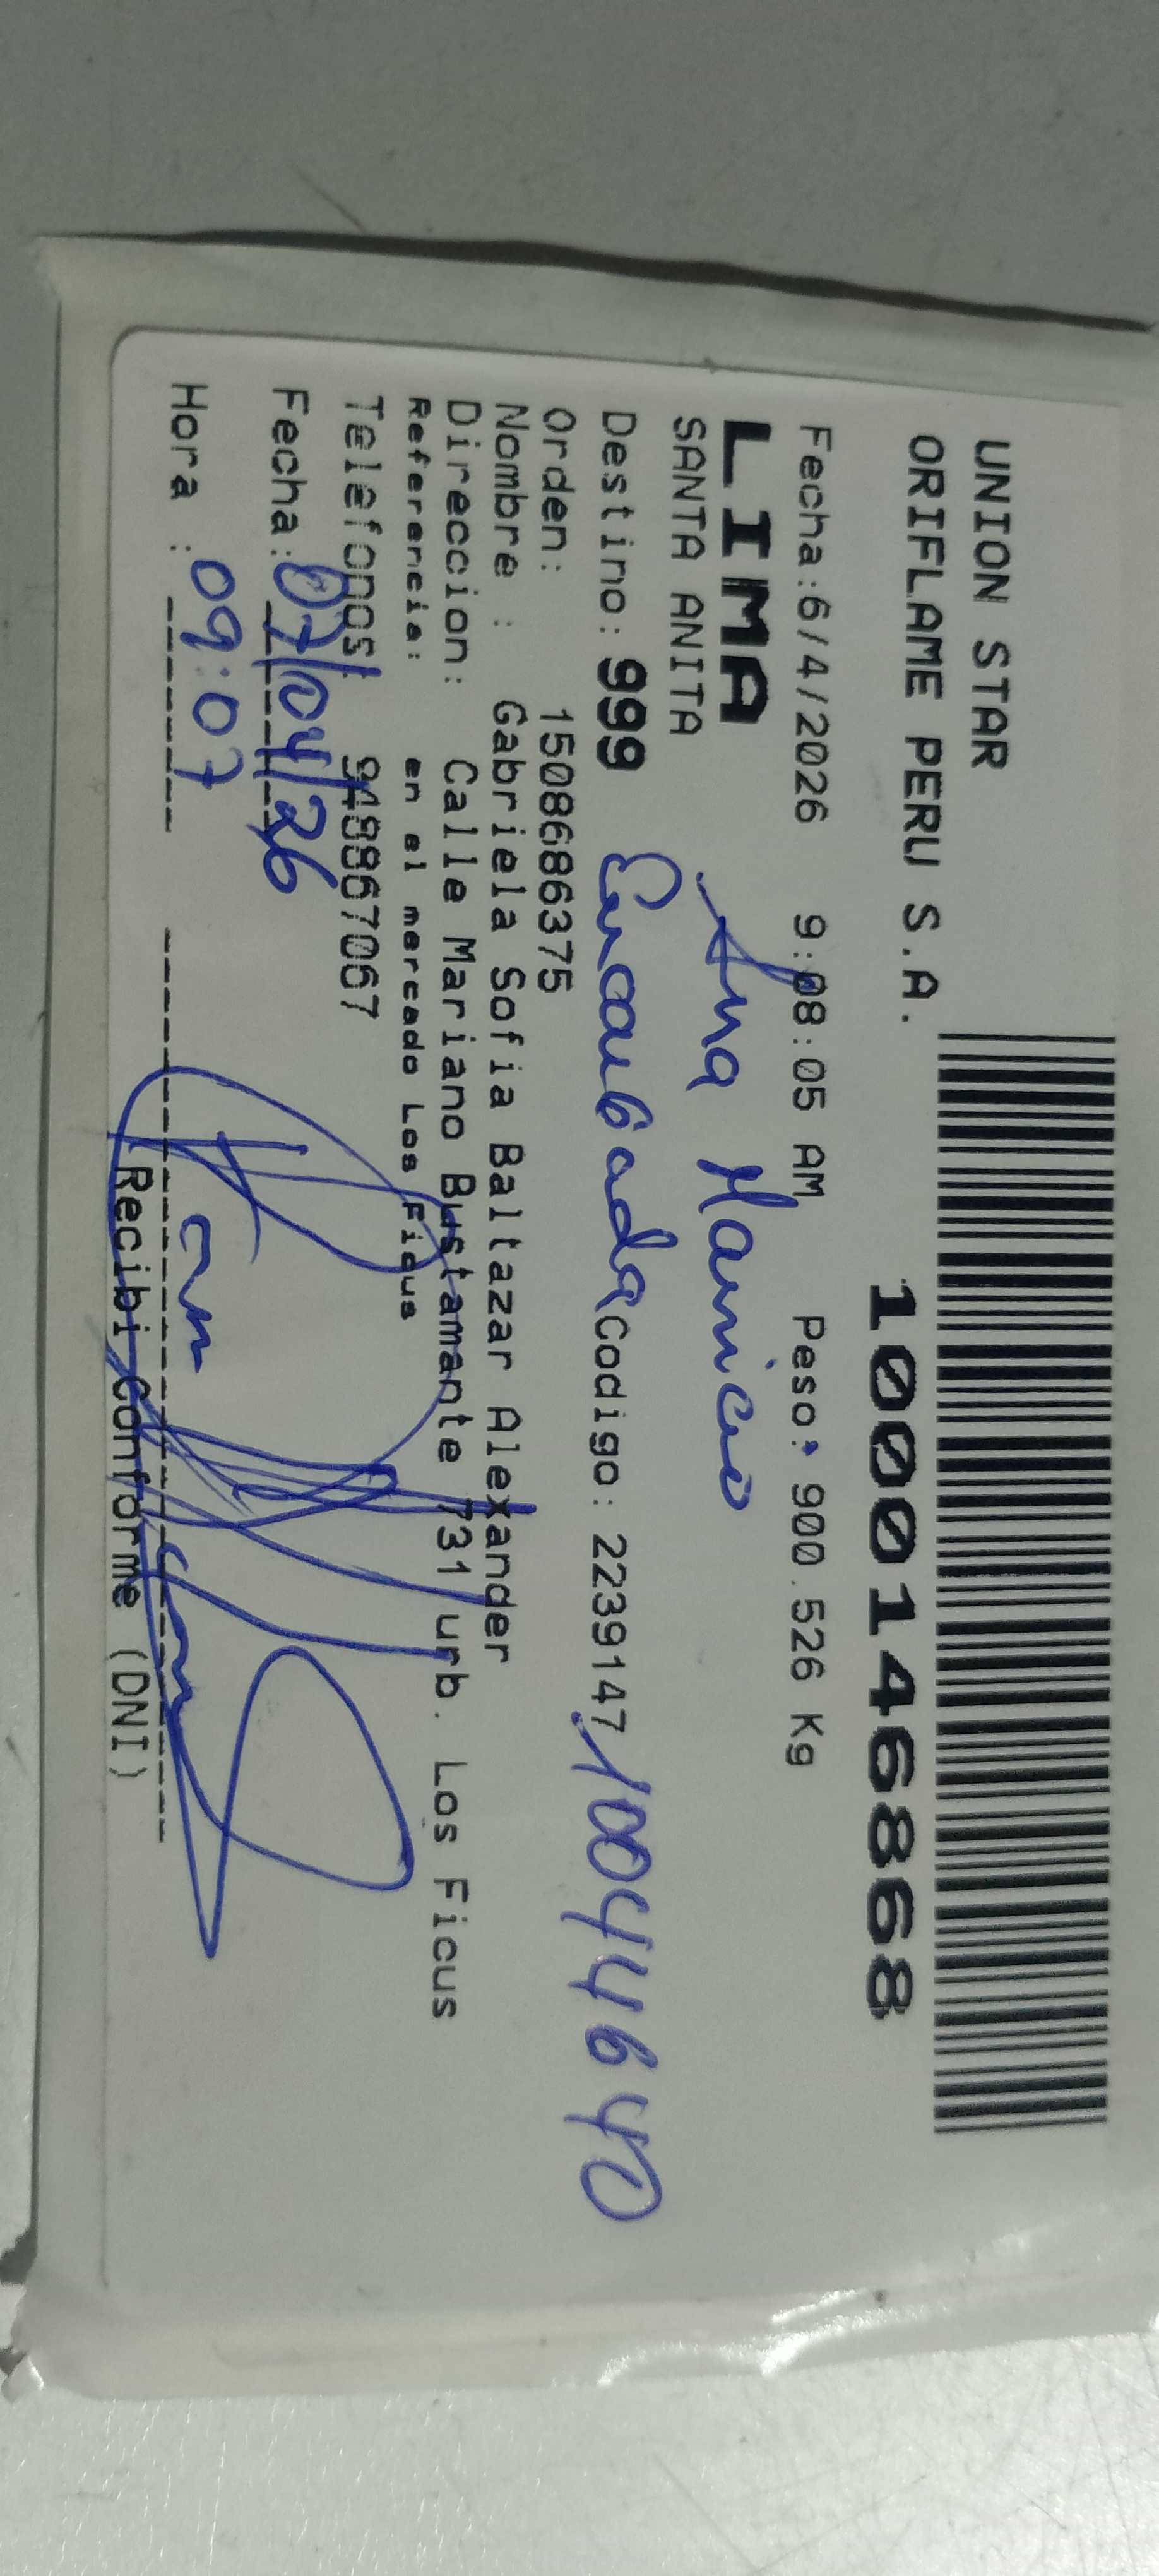 UNION STAR
ORIFLAME PERU S.A.
1000146868
Fecha:6/4/2026 9:08:05 AM Peso: 900.526 Kg
LIMA
SANTA ANITA
Ana Mauricio
Destino: 999 Encargada Codigo: 2239147
10044640
Orden: 1508686375
Nombre : Gabriela Sofia Baltazar Alexander
Direccion: Calle Mariano Bustamante 731 urb. Los Ficus
Referencia: en el mercado Los Ficus
Telefonos: 948867067
Fecha: 07/04/26
Hora : 09:07
Recibi Conforme (DNI)